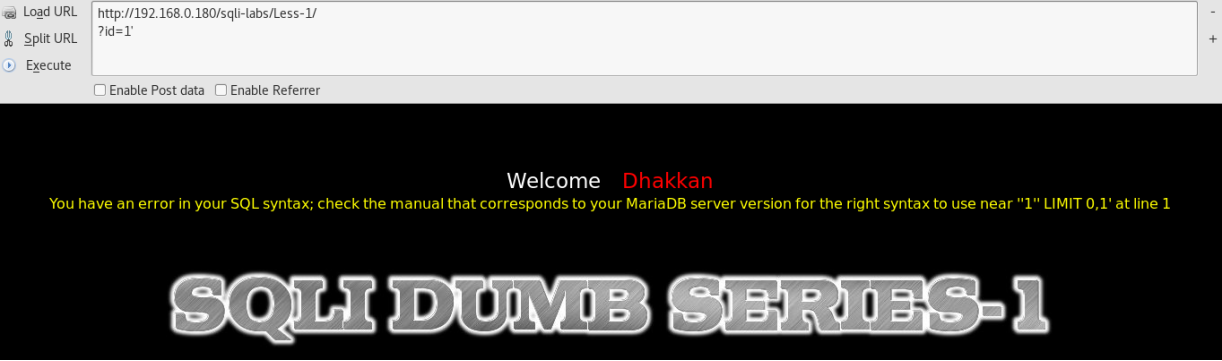 Load URL
http://192.168.0.180/sqli-labs/Less-1/
-
Split URL
?id=1'
+
Execute
Enable Post data Enable Referrer
Welcome Dhakkan
You have an error in your SQL syntax; check the manual that corresponds to your MariaDB server version for the right syntax to use near ''1'' LIMIT 0,1' at line 1
SQLI DUMB SERIES-1